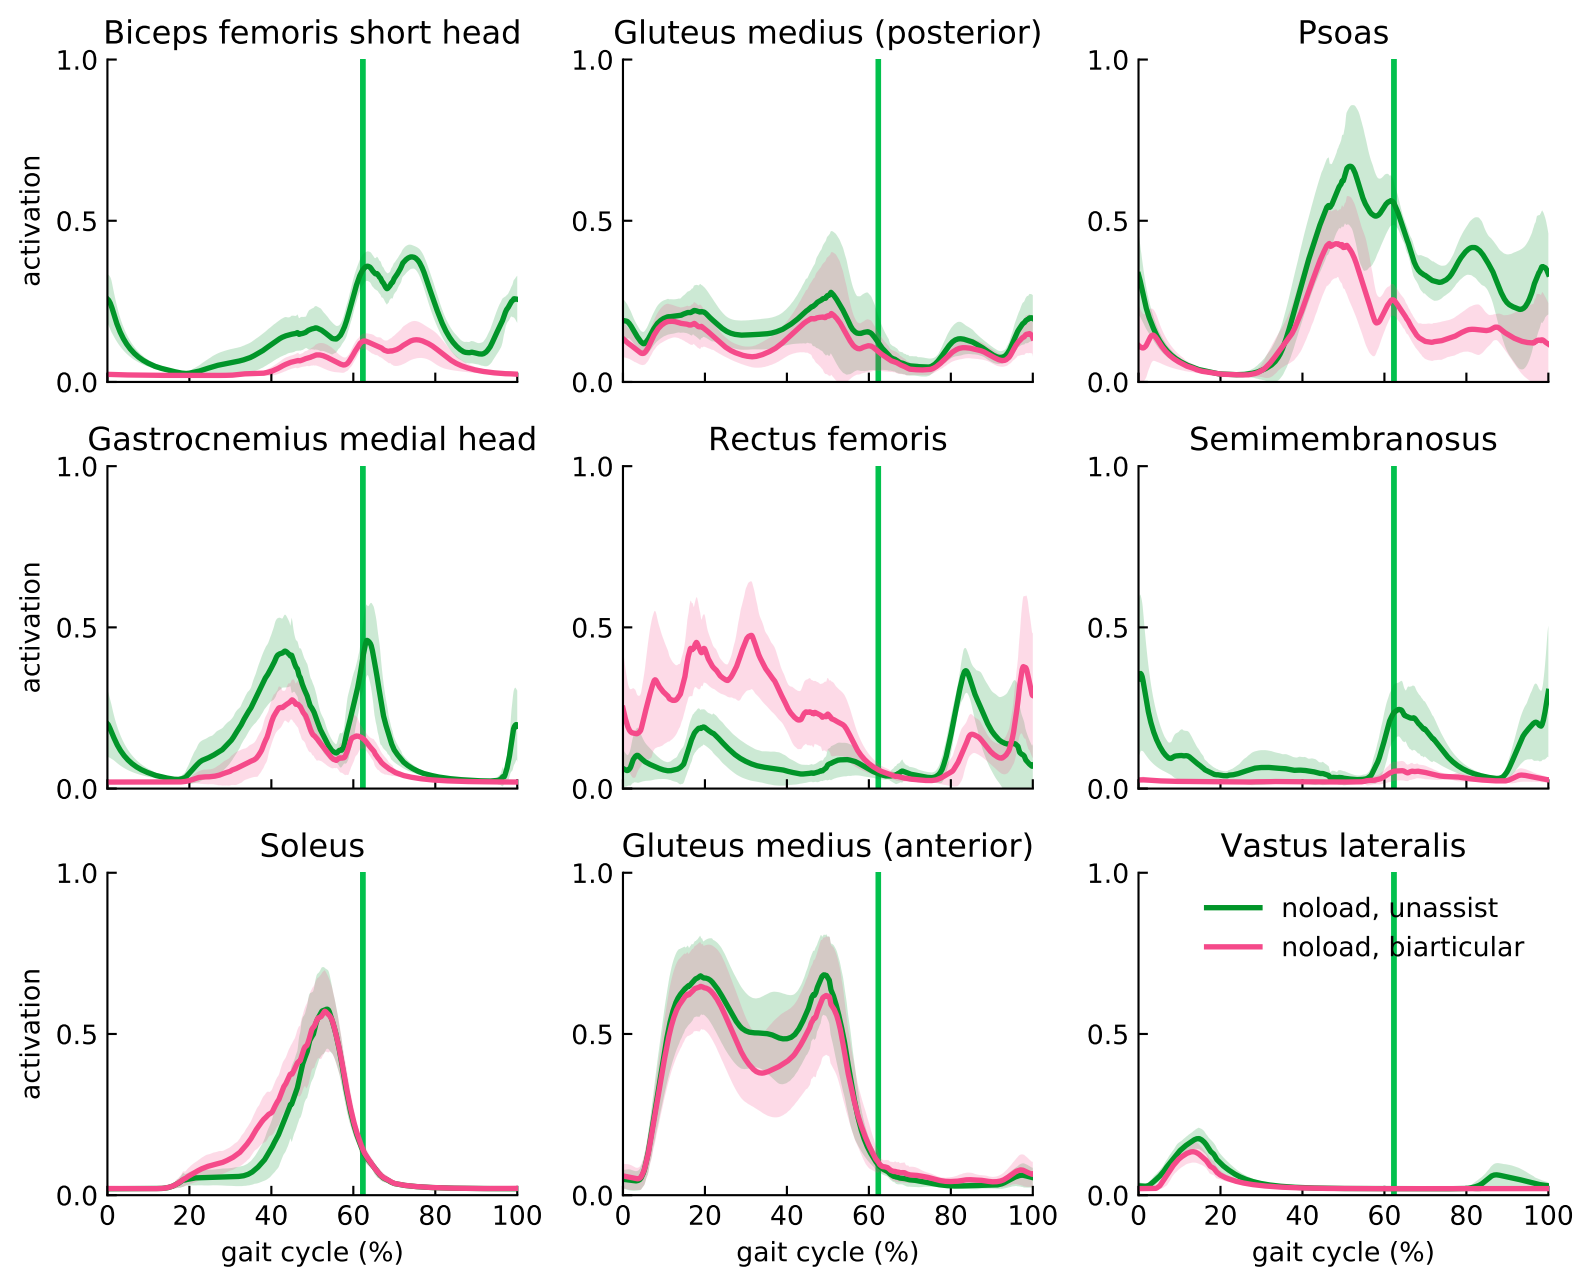 Biceps femoris short head
Gluteus medius (posterior)
Psoas
1.0
0.5
0.0
activation
1.0
0.5
0.0
1.0
0.5
0.0
Gastrocnemius medial head
Rectus femoris
Semimembranosus
1.0
0.5
0.0
activation
1.0
0.5
0.0
1.0
0.5
0.0
Soleus
Gluteus medius (anterior)
Vastus lateralis
1.0
0.5
0.0
activation
0 20 40 60 80 100
gait cycle (%)
1.0
0.5
0.0
0 20 40 60 80 100
gait cycle (%)
1.0
0.5
0.0
noload, unassist
noload, biarticular
0 20 40 60 80 100
gait cycle (%)